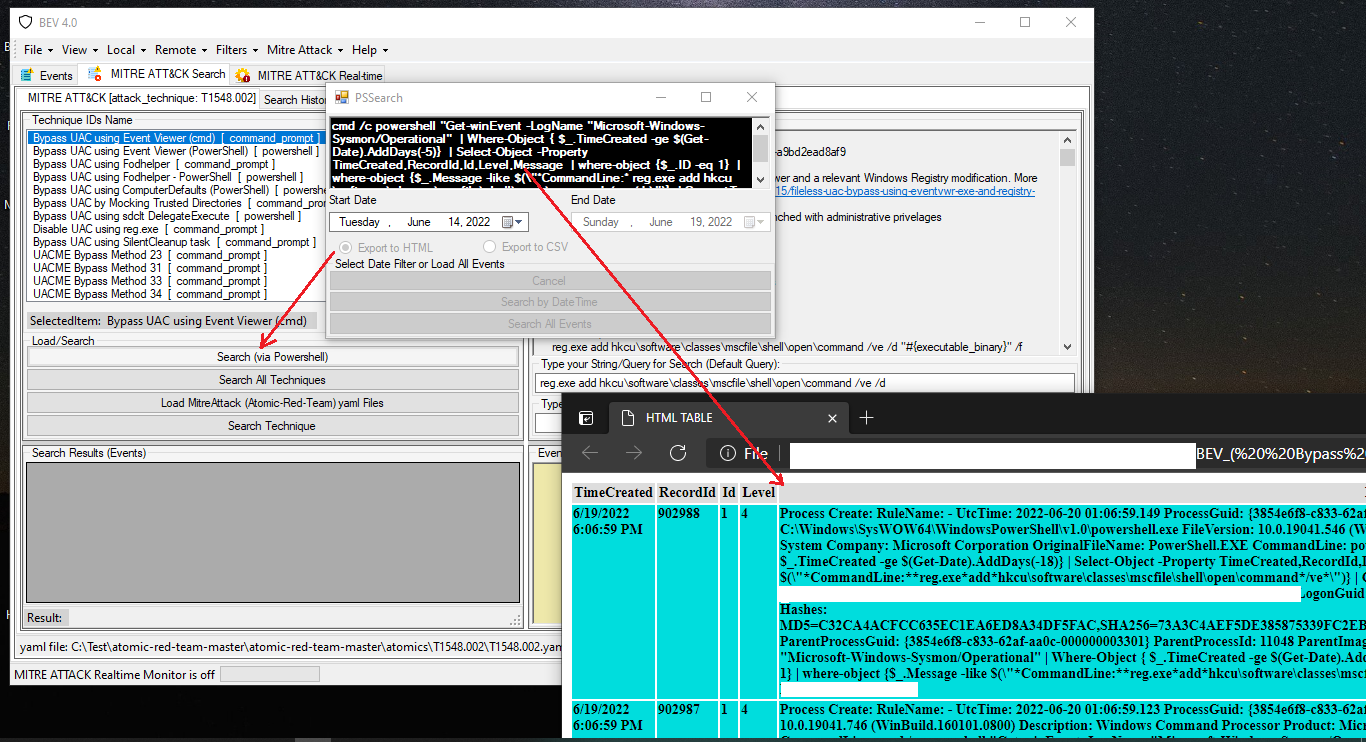 BEV 4.0
File View Local Remote Filters Mitre Attack Help
Events MITRE ATT&CK Search MITRE ATT&CK Real-time
MITRE ATT&CK [attack_technique: T1548.002] Search Histor
Technique IDs Name
Bypass UAC using Event Viewer (cmd) [ command_prompt ]
Bypass UAC using Event Viewer (PowerShell) [ powershell ]
Bypass UAC using Fodhelper [ command_prompt ]
Bypass UAC using Fodhelper - PowerShell [ powershell ]
Bypass UAC using ComputerDefaults (PowerShell) [ powershe
Bypass UAC by Mocking Trusted Directories [ command_prom
Bypass UAC using sdclt DelegateExecute [ powershell ]
Disable UAC using reg.exe [ command_prompt ]
Bypass UAC using SilentCleanup task [ command_prompt ]
UACME Bypass Method 23 [ command_prompt ]
UACME Bypass Method 31 [ command_prompt ]
UACME Bypass Method 33 [ command_prompt ]
UACME Bypass Method 34 [ command_prompt ]
SelectedItem: Bypass UAC using Event Viewer (cmd)
Load/Search
Search (via Powershell)
Search All Techniques
Load MitreAttack (Atomic-Red-Team) yaml Files
Search Technique
Search Results (Events)
Result:
yaml file: C:\Test\atomic-red-team-master\atomic-red-team-master\atomics\T1548.002\T1548.002.yam
MITRE ATTACK Realtime Monitor is off
PSSearch
cmd /c powershell "Get-winEvent -LogName "Microsoft-Windows-
Sysmon/Operational" | Where-Object { $_.TimeCreated -ge $(Get-
Date).AddDays(-5)} | Select-Object -Property
TimeCreated,RecordId,Id,Level,Message | where-object {$_.ID -eq 1} |
where-object {$_.Message -like $(\"*CommandLine:* reg.exe add hkcu
Start Date End Date
Tuesday , June 14, 2022 Sunday , June 19, 2022
Export to HTML Export to CSV
Select Date Filter or Load All Events
Cancel
Search by DateTime
Search All Events
-a9bd2ead8af9
wer and a relevant Windows Registry modification. More
15/fileless-uac-bypass-using-eventvwr-exe-and-registry-
nched with administrative privelages
reg.exe add hkcu\software\classes\mscfile\shell\open\command /ve /d "#{executable_binary}" /f
Type your String/Query for Search (Default Query):
reg.exe add hkcu\software\classes\mscfile\shell\open\command /ve /d
Type
Even
HTML TABLE
File BEV_(%20%20Bypass%2
TimeCreated RecordId Id Level
6/19/2022 902988 1 4 Process Create: RuleName: - UtcTime: 2022-06-20 01:06:59.149 ProcessGuid: {3854e6f8-c833-62af
6:06:59 PM C:\Windows\SysWOW64\WindowsPowerShell\v1.0\powershell.exe FileVersion: 10.0.19041.546 (W
System Company: Microsoft Corporation OriginalFileName: PowerShell.EXE CommandLine: pow
$_.TimeCreated -ge $(Get-Date).AddDays(-18)} | Select-Object -Property TimeCreated,RecordId,I
$(\"*CommandLine:**reg.exe*add*hkcu\software\classes\mscfile\shell\open\command*/ve*\")} | C
LogonGuid
Hashes:
MD5=C32CA4ACFCC635EC1EA6ED8A34DF5FAC,SHA256=73A3C4AEF5DE385875339FC2EB
ParentProcessGuid: {3854e6f8-c833-62af-aa0c-000000003301} ParentProcessId: 11048 ParentImag
"Microsoft-Windows-Sysmon/Operational" | Where-Object { $_.TimeCreated -ge $(Get-Date).Add
1} | where-object {$_.Message -like $(\"*CommandLine:**reg.exe*add*hkcu\software\classes\mscf
6/19/2022 902987 1 4 Process Create: RuleName: - UtcTime: 2022-06-20 01:06:59.123 ProcessGuid: {3854e6f8-c833-62af
6:06:59 PM 10.0.19041.746 (WinBuild.160101.0800) Description: Windows Command Processor Product: Micr